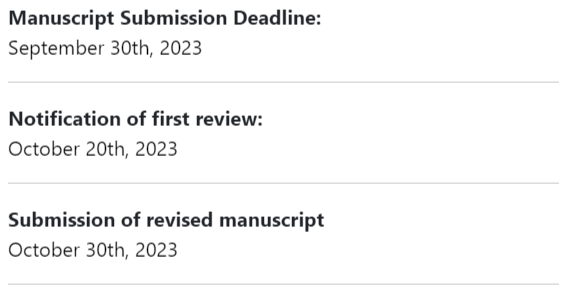 Manuscript Submission Deadline:
September 30th, 2023
Notification of first review:
October 20th, 2023
Submission of revised manuscript
October 30th, 2023